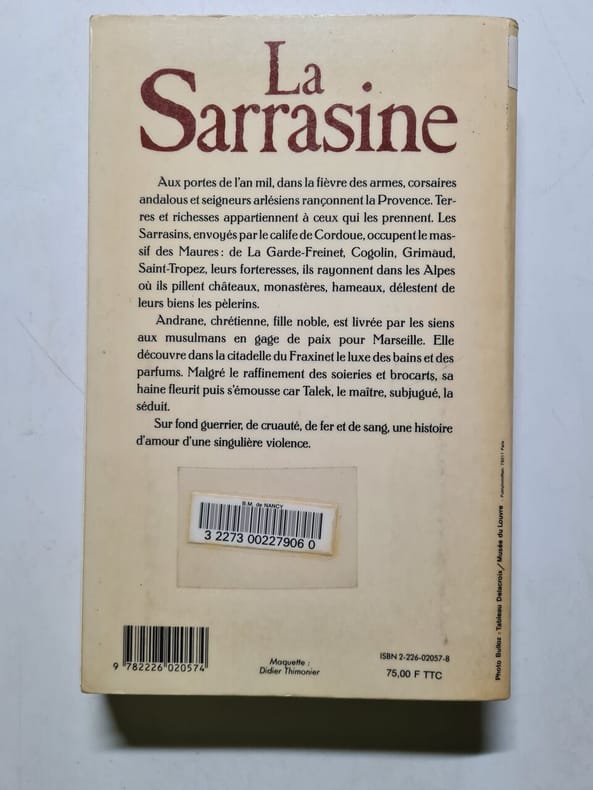 La
Sarrasine
Aux portes de l'an mil, dans la fièvre des armes, corsaires
andalous et seigneurs arlésiens rançonnent la Provence. Ter-
res et richesses appartiennent à ceux qui les prennent. Les
Sarrasins, envoyés par le calife de Cordoue, occupent le mas-
sif des Maures : de La Garde-Freinet, Cogolin, Grimaud,
Saint-Tropez, leurs forteresses, ils rayonnent dans les Alpes
où ils pillent châteaux, monastères, hameaux, délestent de
leurs biens les pèlerins.
Andrane, chrétienne, fille noble, est livrée par les siens
aux musulmans en gage de paix pour Marseille. Elle
découvre dans la citadelle du Fraxinet le luxe des bains et des
parfums. Malgré le raffinement des soieries et brocarts, sa
haine fleurit puis s'émousse car Talek, le maître, subjugué, la
séduit.
Sur fond guerrier, de cruauté, de fer et de sang, une histoire
d'amour d'une singulière violence.
B.M. de NANCY
3 2273 00227906 0
9 782226 020574
Maquette :
Didier Thimonier
ISBN 2-226-02057-8
75,00 F TTC
Photo Bulloz - Tableau Delacroix / Musée du Louvre